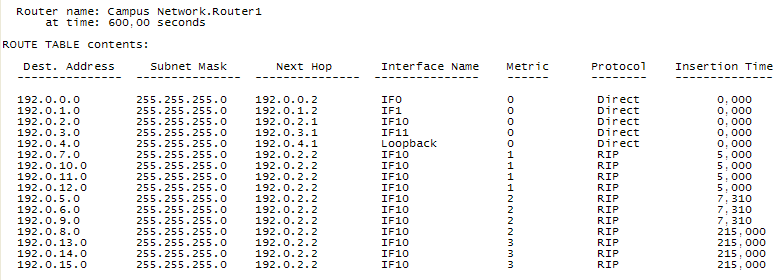 Router name: Campus Network.Router1
at time: 600,00 seconds
ROUTE TABLE contents:
Dest. Address Subnet Mask Next Hop Interface Name Metric Protocol Insertion Time
--------------- --------------- --------------- --------------- ------ -------- --------------
192.0.0.0 255.255.255.0 192.0.0.2 IF0 0 Direct 0,000
192.0.1.0 255.255.255.0 192.0.1.2 IF1 0 Direct 0,000
192.0.2.0 255.255.255.0 192.0.2.1 IF10 0 Direct 0,000
192.0.3.0 255.255.255.0 192.0.3.1 IF11 0 Direct 0,000
192.0.4.0 255.255.255.0 192.0.4.1 Loopback 0 Direct 0,000
192.0.7.0 255.255.255.0 192.0.2.2 IF10 1 RIP 5,000
192.0.10.0 255.255.255.0 192.0.2.2 IF10 1 RIP 5,000
192.0.11.0 255.255.255.0 192.0.2.2 IF10 1 RIP 5,000
192.0.12.0 255.255.255.0 192.0.2.2 IF10 1 RIP 5,000
192.0.5.0 255.255.255.0 192.0.2.2 IF10 2 RIP 7,310
192.0.6.0 255.255.255.0 192.0.2.2 IF10 2 RIP 7,310
192.0.9.0 255.255.255.0 192.0.2.2 IF10 2 RIP 7,310
192.0.8.0 255.255.255.0 192.0.2.2 IF10 2 RIP 215,000
192.0.13.0 255.255.255.0 192.0.2.2 IF10 3 RIP 215,000
192.0.14.0 255.255.255.0 192.0.2.2 IF10 3 RIP 215,000
192.0.15.0 255.255.255.0 192.0.2.2 IF10 3 RIP 215,000